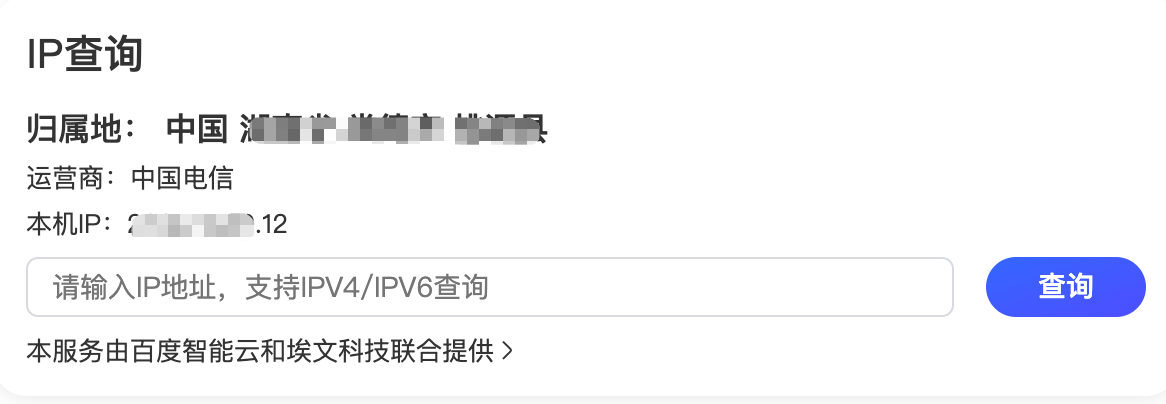 IP查询
归属地： 中国
运营商：中国电信
本机IP： .12
请输入IP地址，支持IPV4/IPV6查询
查询
本服务由百度智能云和埃文科技联合提供 >